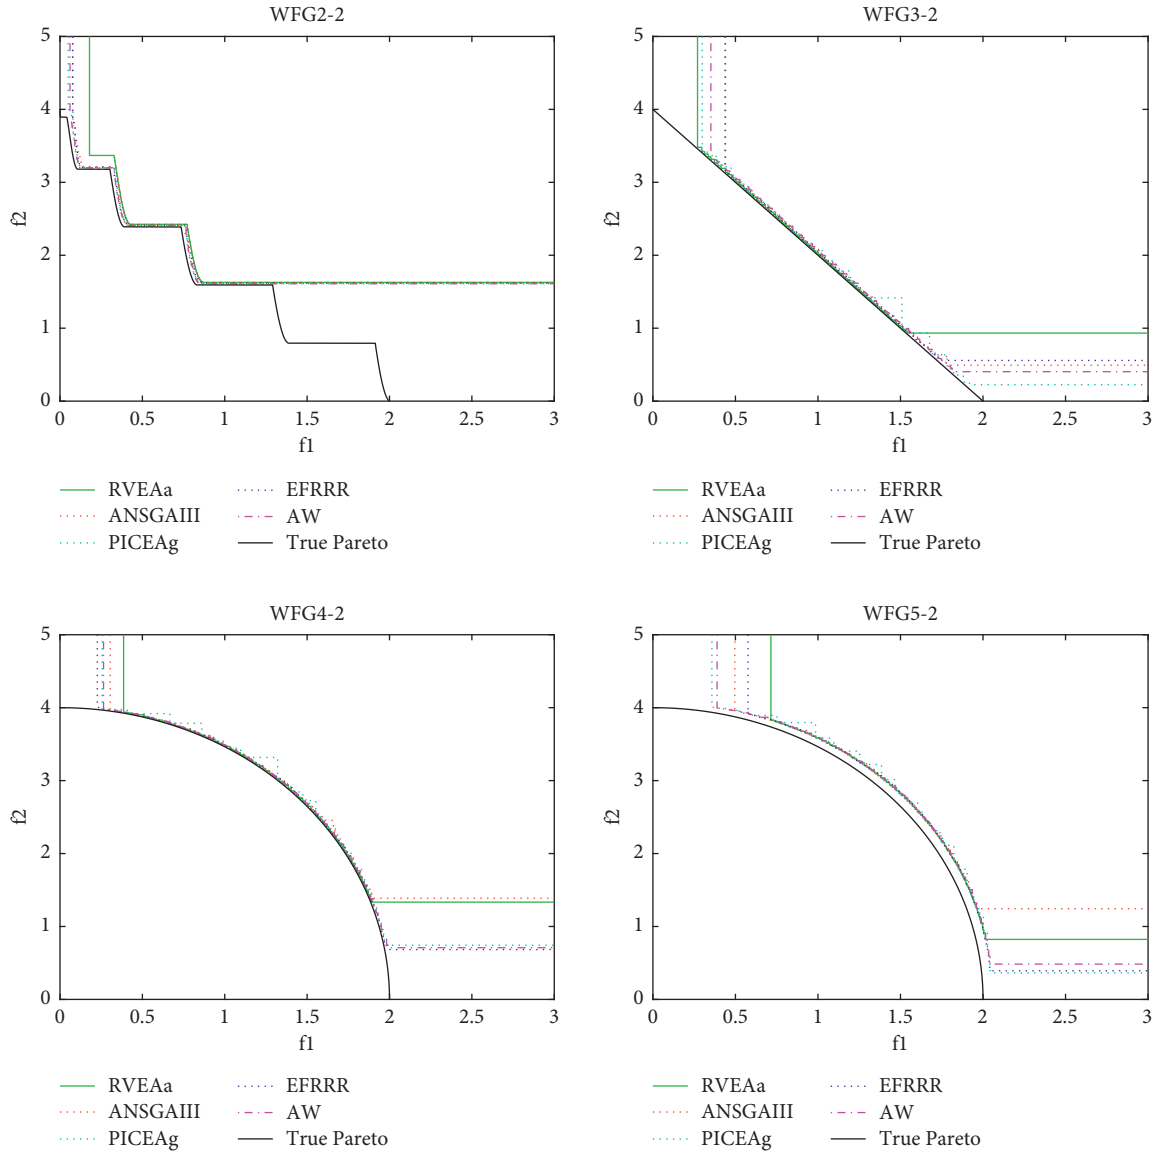 WFG2-2
5
4
3
2
1
0
f2
0 0.5 1 1.5 2 2.5 3
f1
RVEAa
ANSGAIII
PICEAg
EFRRR
AW
True Pareto
WFG3-2
5
4
3
2
1
0
f2
0 0.5 1 1.5 2 2.5 3
f1
RVEAa
ANSGAIII
PICEAg
EFRRR
AW
True Pareto
WFG4-2
5
4
3
2
1
0
f2
0 0.5 1 1.5 2 2.5 3
f1
RVEAa
ANSGAIII
PICEAg
EFRRR
AW
True Pareto
WFG5-2
5
4
3
2
1
0
f2
0 0.5 1 1.5 2 2.5 3
f1
RVEAa
ANSGAIII
PICEAg
EFRRR
AW
True Pareto